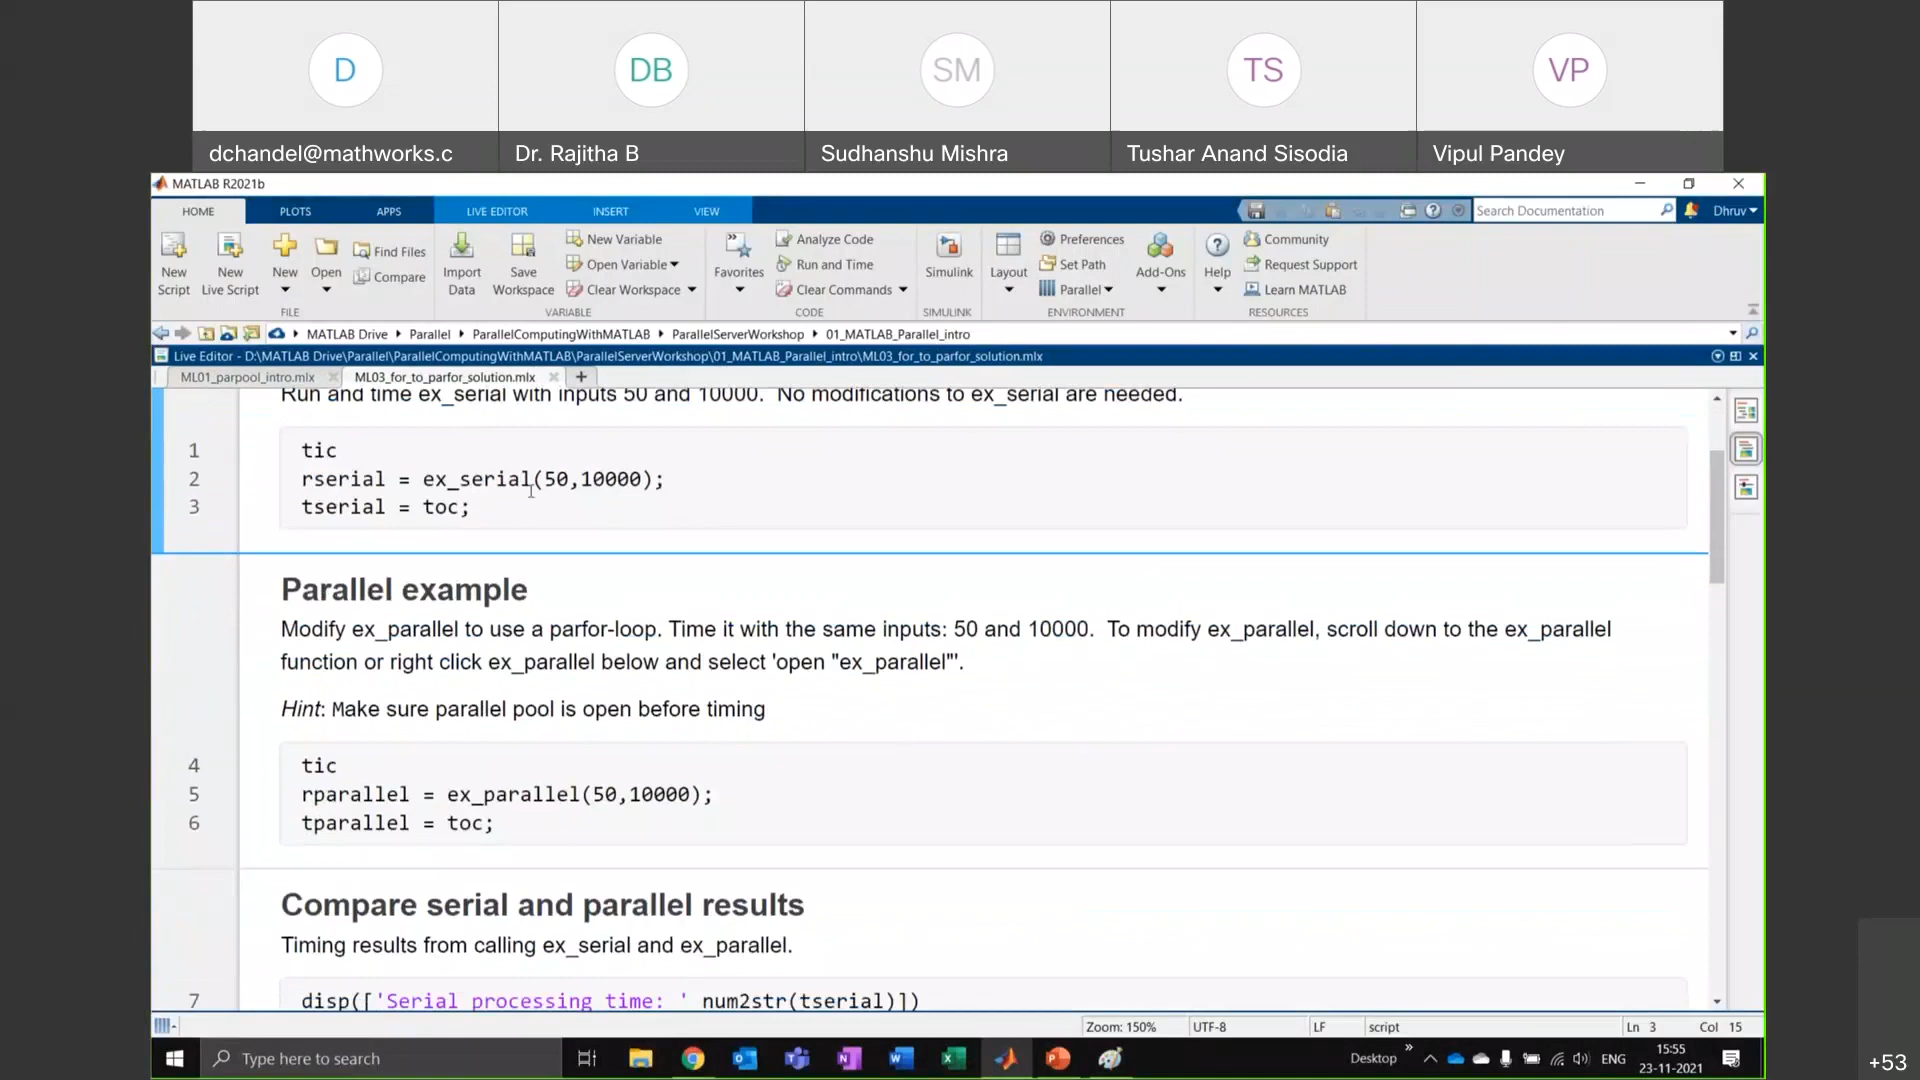 D
DB
SM
TS
VP
dchandel@mathworks.c
Dr. Rajitha B
Sudhanshu Mishra
Tushar Anand Sisodia
Vipul Pandey
MATLAB R2021b
HOME
PLOTS
APPS
LIVE EDITOR
INSERT
VIEW
Search Documentation
Dhruv
New Script
New Live Script
New
Open
Find Files
Compare
Import Data
Save Workspace
New Variable
Open Variable
Clear Workspace
Favorites
Analyze Code
Run and Time
Clear Commands
Simulink
Layout
Preferences
Set Path
Parallel
Add-Ons
Help
Community
Request Support
Learn MATLAB
FILE
VARIABLE
CODE
SIMULINK
ENVIRONMENT
RESOURCES
MATLAB Drive
Parallel
ParallelComputingWithMATLAB
ParallelServerWorkshop
01_MATLAB_Parallel_intro
Live Editor - D:\MATLAB Drive\Parallel\ParallelComputingWithMATLAB\ParallelServerWorkshop\01_MATLAB_Parallel_intro\ML03_for_to_parfor_solution.mlx
ML01_parpool_intro.mlx
ML03_for_to_parfor_solution.mlx
Run and time ex_serial with inputs 50 and 10000.  No modifications to ex_serial are needed.
1 tic
2 rserial = ex_serial(50,10000);
3 tserial = toc;
Parallel example
Modify ex_parallel to use a parfor-loop. Time it with the same inputs: 50 and 10000.  To modify ex_parallel, scroll down to the ex_parallel
function or right click ex_parallel below and select 'open "ex_parallel"'.
Hint: Make sure parallel pool is open before timing
4 tic
5 rparallel = ex_parallel(50,10000);
6 tparallel = toc;
Compare serial and parallel results
Timing results from calling ex_serial and ex_parallel.
7 disp(['Serial processing time: ' num2str(tserial)])
Zoom: 150%
UTF-8
LF
script
Ln 3
Col 15
Type here to search
Desktop
ENG
15:55
23-11-2021
+53